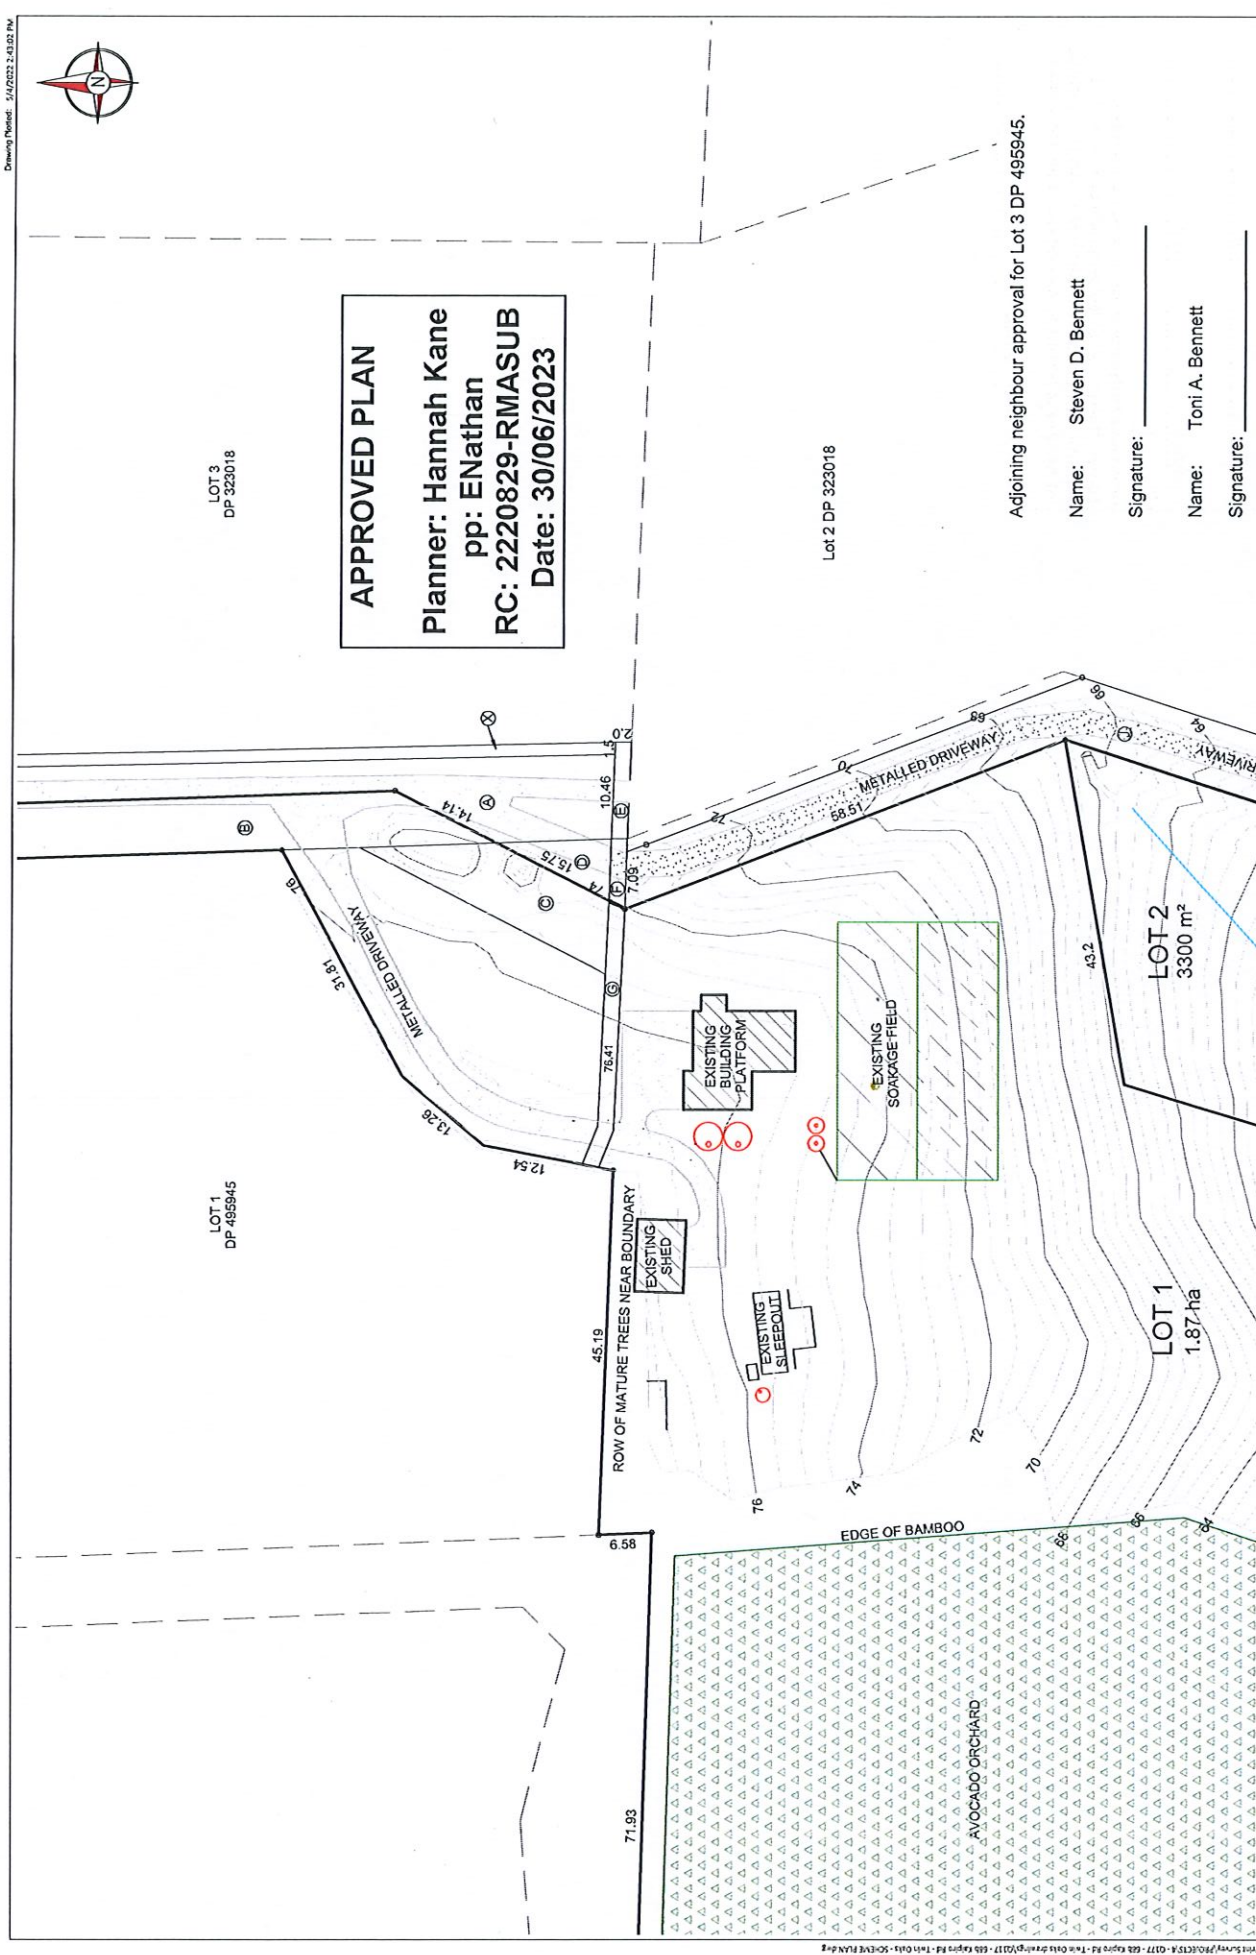 Drawing Plotted: 5/4/2022 2:43:02 PM
N
LOT 3
DP 323018
APPROVED PLAN
Planner: Hannah Kane
pp: ENathan
RC: 2220829-RMASUB
Date: 30/06/2023
Lot 2 DP 323018
Adjoining neighbour approval for Lot 3 DP 495945.
Name: Steven D. Bennett
Signature:
Name: Toni A. Bennett
Signature:
LOT 1
DP 495945
B
X
A
14.14
10.46
1.5
2.0
E
D
15.75
74
F
7.09
C
G
76
31.81
METALLED DRIVEWAY
13.26
12.54
76.41
72
70
METALLED DRIVEWAY
58.51
66
64
43.2
LOT 2
3300 m²
EXISTING
BUILDING
PLATFORM
EXISTING
SOAKAGE FIELD
EXISTING
SHED
EXISTING
SLEEPOUT
45.19
ROW OF MATURE TREES NEAR BOUNDARY
6.58
71.93
LOT 1
1.87 ha
76
74
72
70
68
66
64
EDGE OF BAMBOO
AVOCADO ORCHARD